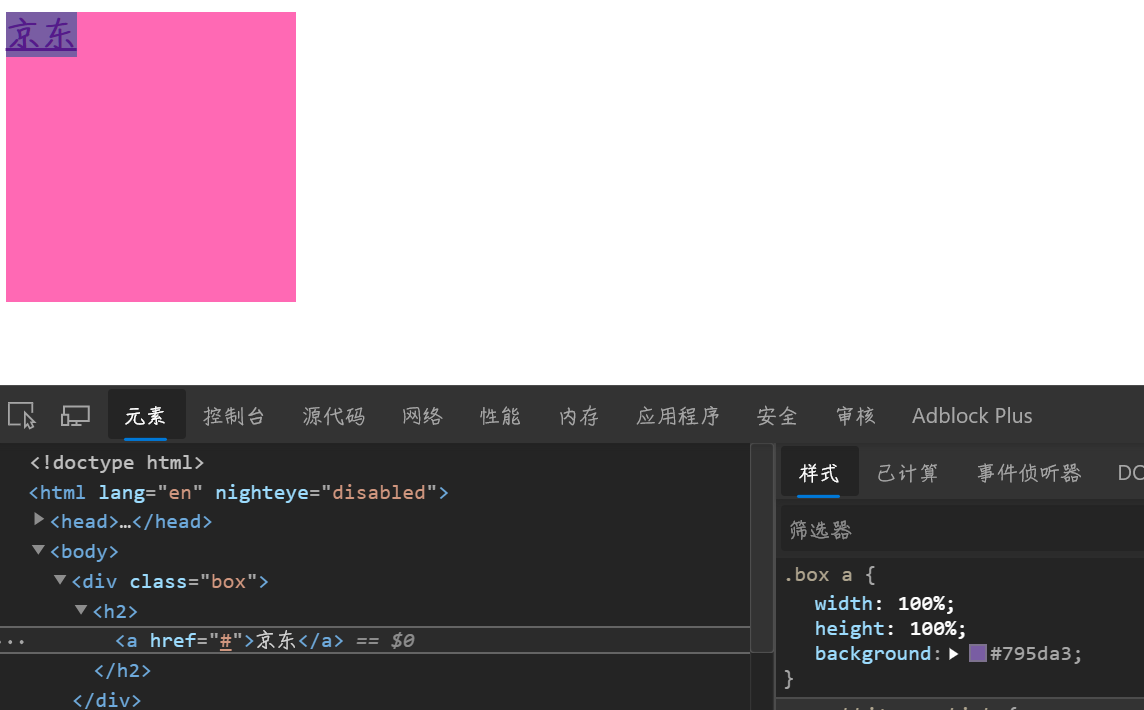 京东
元素 控制台 源代码 网络 性能 内存 应用程序 安全 审核 Adblock Plus
<!doctype html>
<html lang="en" nighteye="disabled">
<head>…</head>
<body>
<div class="box">
<h2>
<a href="#">京东</a> == $0
</h2>
</div>
样式 已计算 事件侦听器 DO
筛选器
.box a {
width: 100%;
height: 100%;
background: #795da3;
}